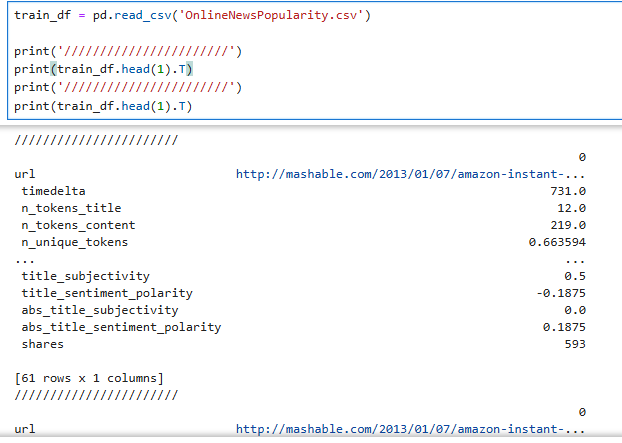 train_df = pd.read_csv('OnlineNewsPopularity.csv')
print('///////////////////////')
print(train_df.head(1).T)
print('///////////////////////')
print(train_df.head(1).T)
///////////////////////
0
url http://mashable.com/2013/01/07/amazon-instant-...
timedelta 731.0
n_tokens_title 12.0
n_tokens_content 219.0
n_unique_tokens 0.663594
... ...
title_subjectivity 0.5
title_sentiment_polarity -0.1875
abs_title_subjectivity 0.0
abs_title_sentiment_polarity 0.1875
shares 593
[61 rows x 1 columns]
///////////////////////
0
url http://mashable.com/2013/01/07/amazon-instant-...